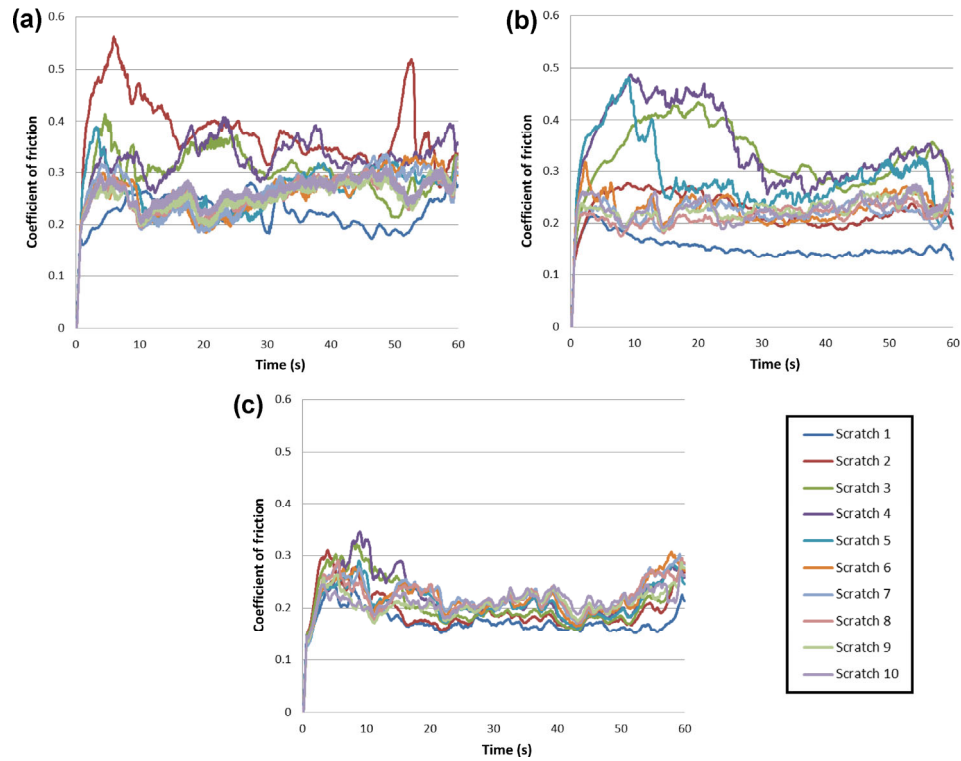 (a)
0.6
0.5
0.4
0.3
0.2
0.1
0
Coefficient of friction
0 10 20 30 40 50 60
Time (s)
(b)
0.6
0.5
0.4
0.3
0.2
0.1
0
Coefficient of friction
0 10 20 30 40 50 60
Time (s)
(c)
0.6
0.5
0.4
0.3
0.2
0.1
0
Coefficient of friction
0 10 20 30 40 50 60
Time (s)
Scratch 1
Scratch 2
Scratch 3
Scratch 4
Scratch 5
Scratch 6
Scratch 7
Scratch 8
Scratch 9
Scratch 10